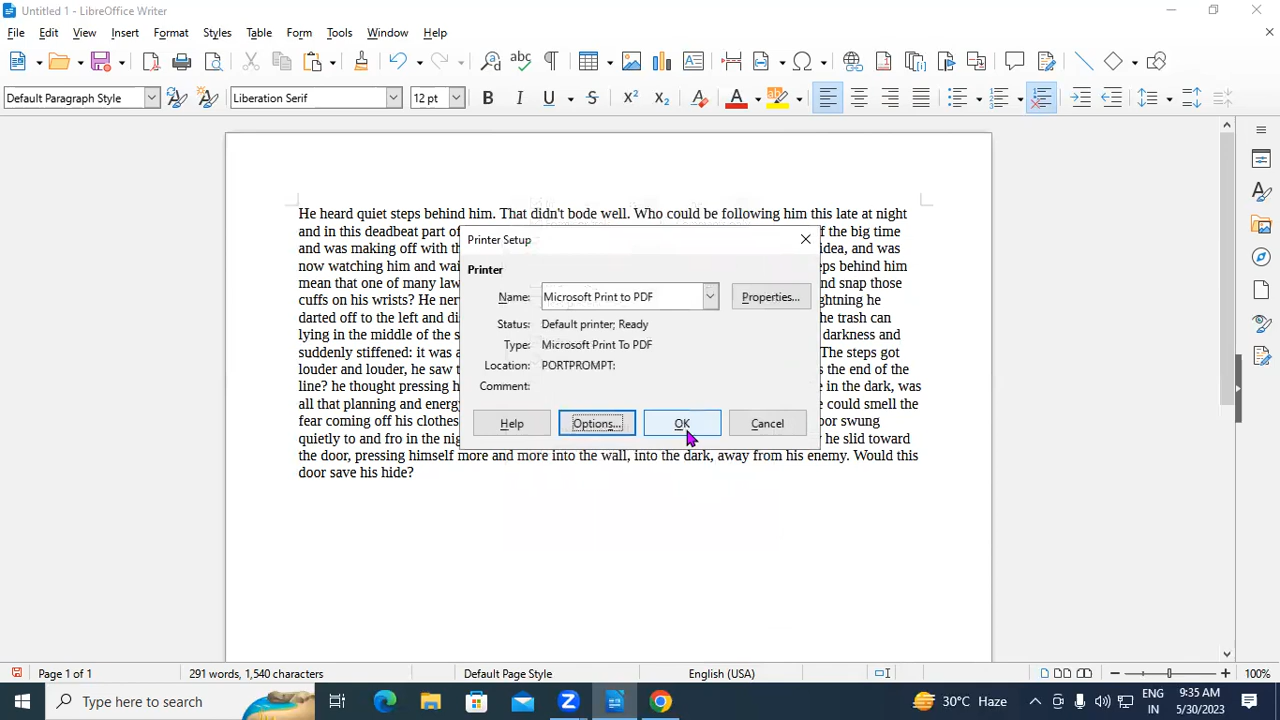 Untitled 1 - LibreOffice Writer
File Edit View Insert Format Styles Table Form Tools Window Help
Default Paragraph Style Liberation Serif 12 pt
He heard quiet steps behind him. That didn't bode well. Who could be following him this late at night
and in this deadbeat part of f the big time
and was making off with th idea, and was
now watching him and wai eps behind him
mean that one of many law nd snap those
cuffs on his wrists? He ner ghtning he
darted off to the left and di he trash can
lying in the middle of the s darkness and
suddenly stiffened: it was a The steps got
louder and louder, he saw t s the end of the
line? he thought pressing h e in the dark, was
all that planning and energy e could smell the
fear coming off his clothes oor swung
quietly to and fro in the nig y he slid toward
the door, pressing himself more and more into the wall, into the dark, away from his enemy. Would this
door save his hide?
Printer Setup
Printer
Name: Microsoft Print to PDF Properties...
Status: Default printer; Ready
Type: Microsoft Print To PDF
Location: PORTPROMPT:
Comment:
Help Options... OK Cancel
Page 1 of 1 291 words, 1,540 characters Default Page Style English (USA) 100%
Type here to search 30°C Haze ENG IN 9:35 AM 5/30/2023